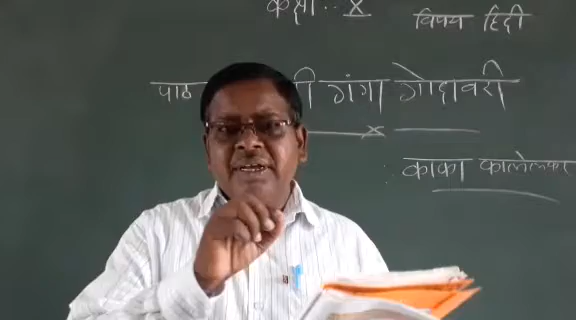 कक्षा .. X
विषय हिंदी
पाठ
गंगा गोदावरी
X
: काका कालेलकर